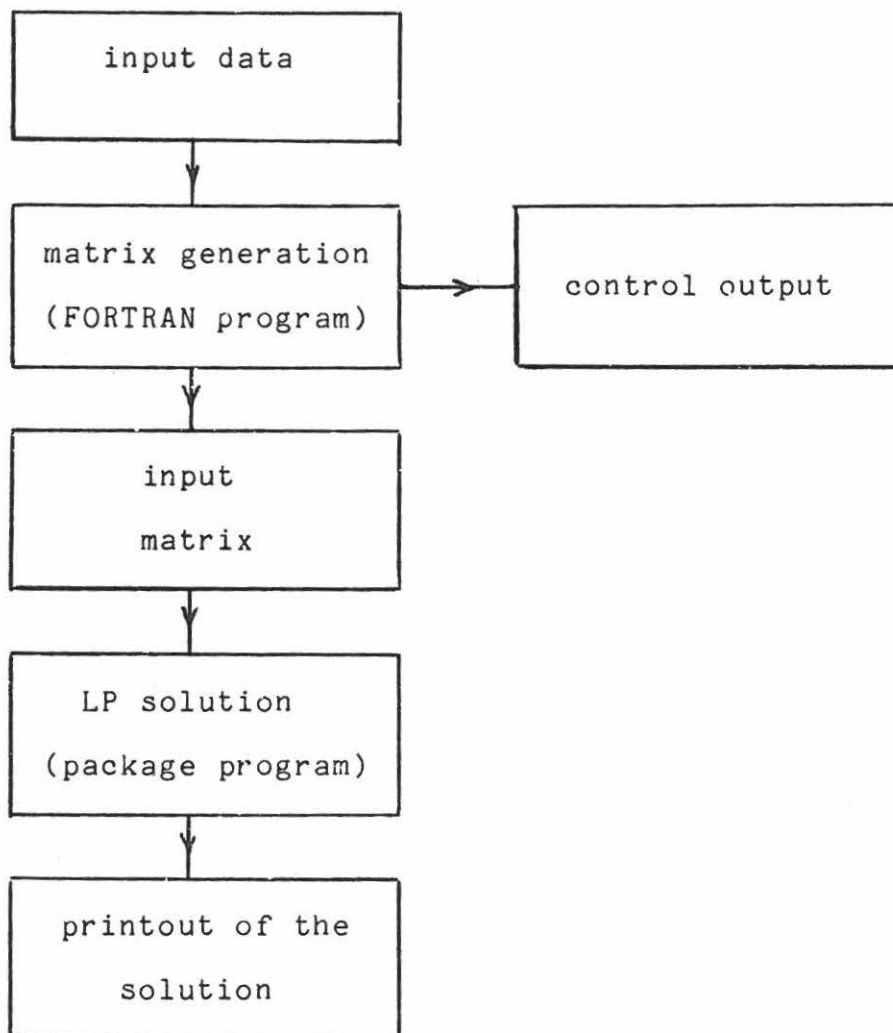 input data
matrix generation
(FORTRAN program)
control output
input
matrix
LP solution
(package program)
printout of the
solution